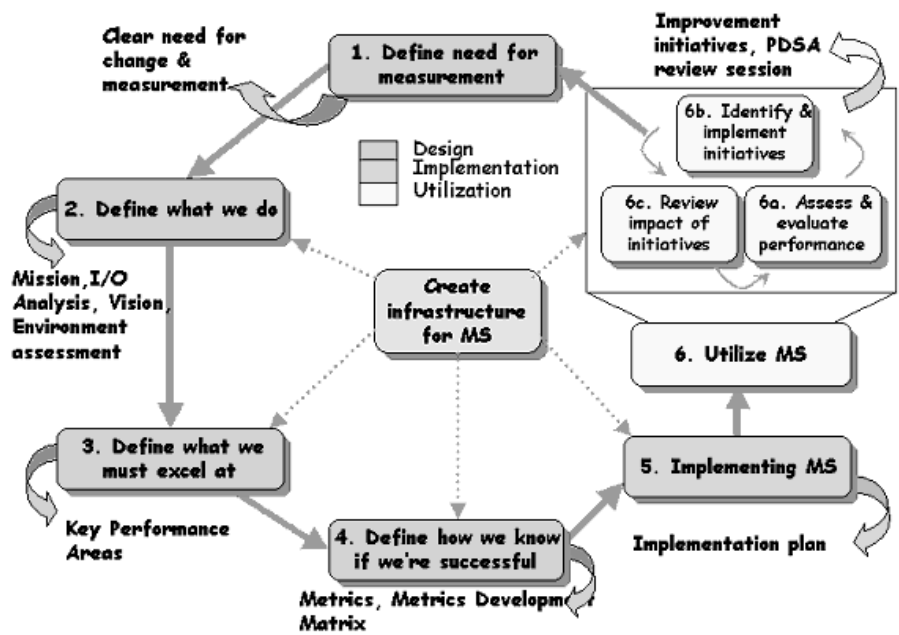 Clear need for
change &
measurement
1. Define need for
measurement
Improvement
initiatives, PDSA
review session
6b. Identify &
implement
initiatives
6c. Review
impact of
initiatives
6a. Assess &
evaluate
performance
Design
Implementation
Utilization
2. Define what we do
Mission,I/O
Analysis, Vision,
Environment
assessment
Create
infrastructure
for MS
6. Utilize MS
3. Define what we
must excel at
Key Performance
Areas
5. Implementing MS
Implementation plan
4. Define how we know
if we're successful
Metrics, Metrics Development
Matrix